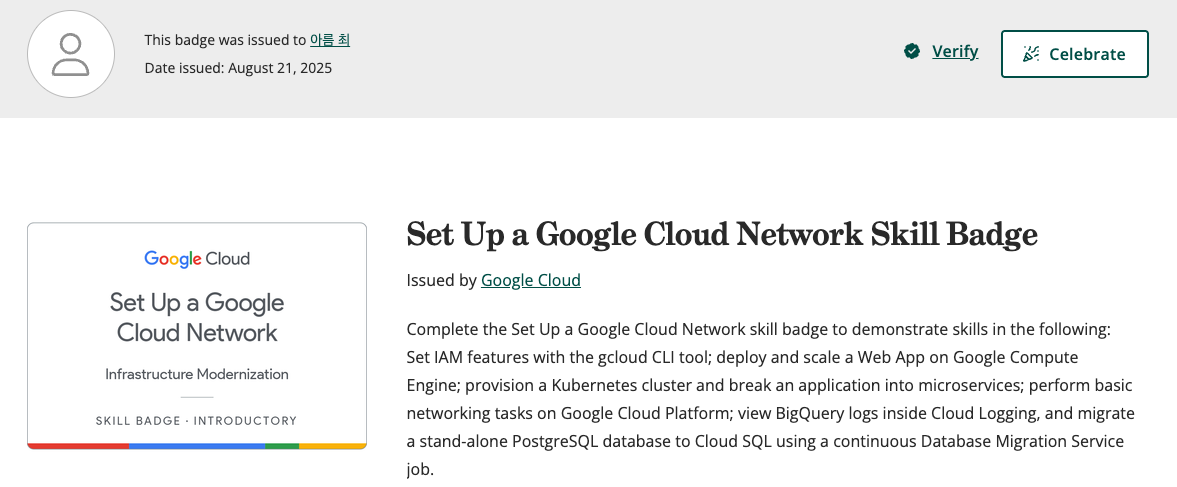 This badge was issued to 아름 최
Date issued: August 21, 2025
Verify
Celebrate
Google Cloud
Set Up a Google
Cloud Network
Infrastructure Modernization
SKILL BADGE · INTRODUCTORY
Set Up a Google Cloud Network Skill Badge
Issued by Google Cloud
Complete the Set Up a Google Cloud Network skill badge to demonstrate skills in the following:
Set IAM features with the gcloud CLI tool; deploy and scale a Web App on Google Compute
Engine; provision a Kubernetes cluster and break an application into microservices; perform basic
networking tasks on Google Cloud Platform; view BigQuery logs inside Cloud Logging, and migrate
a stand-alone PostgreSQL database to Cloud SQL using a continuous Database Migration Service
job.